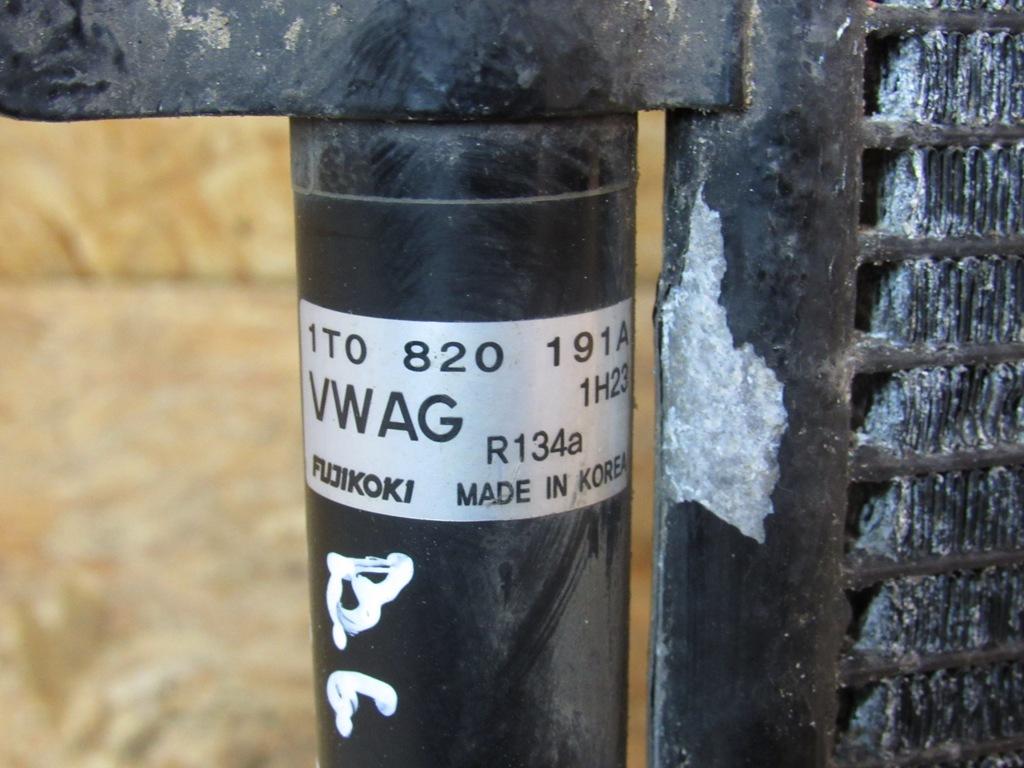 1T0 820 191A
1H23
VWAG
R134a
FUJIKOKI MADE IN KOREA